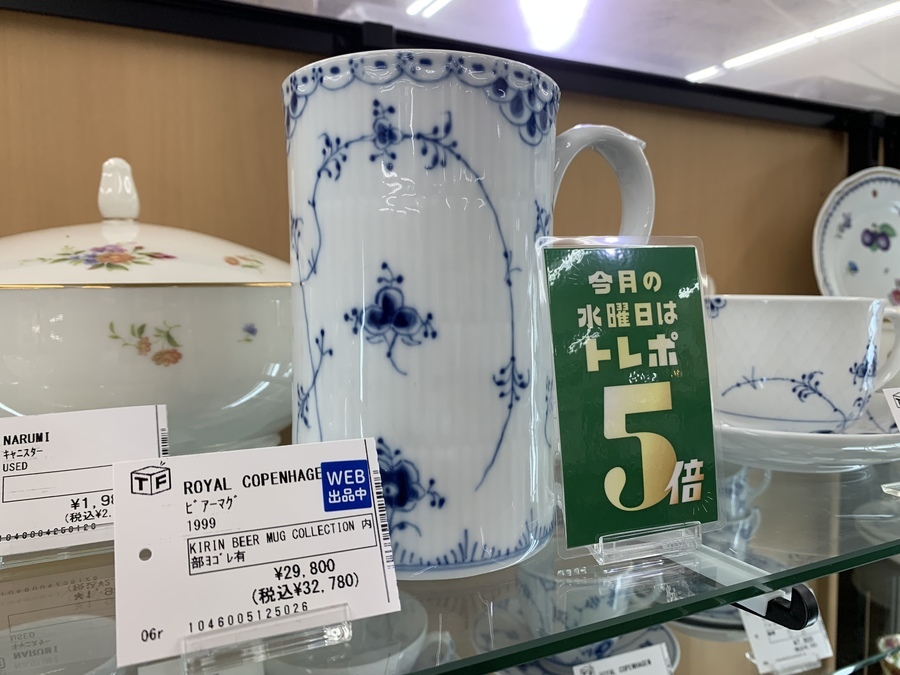 今月の
水曜日は
トレポ
5倍
NARUMI
キャニスター
USED
¥1,98
(税込¥2,
TF
ROYAL COPENHAGE
WEB
出品中
ビアーマグ
1999
KIRIN BEER MUG COLLECTION 内
部ヨゴレ有
¥29,800
(税込¥32,780)
1046005125026
06r
ROYAL COPENHAGEN